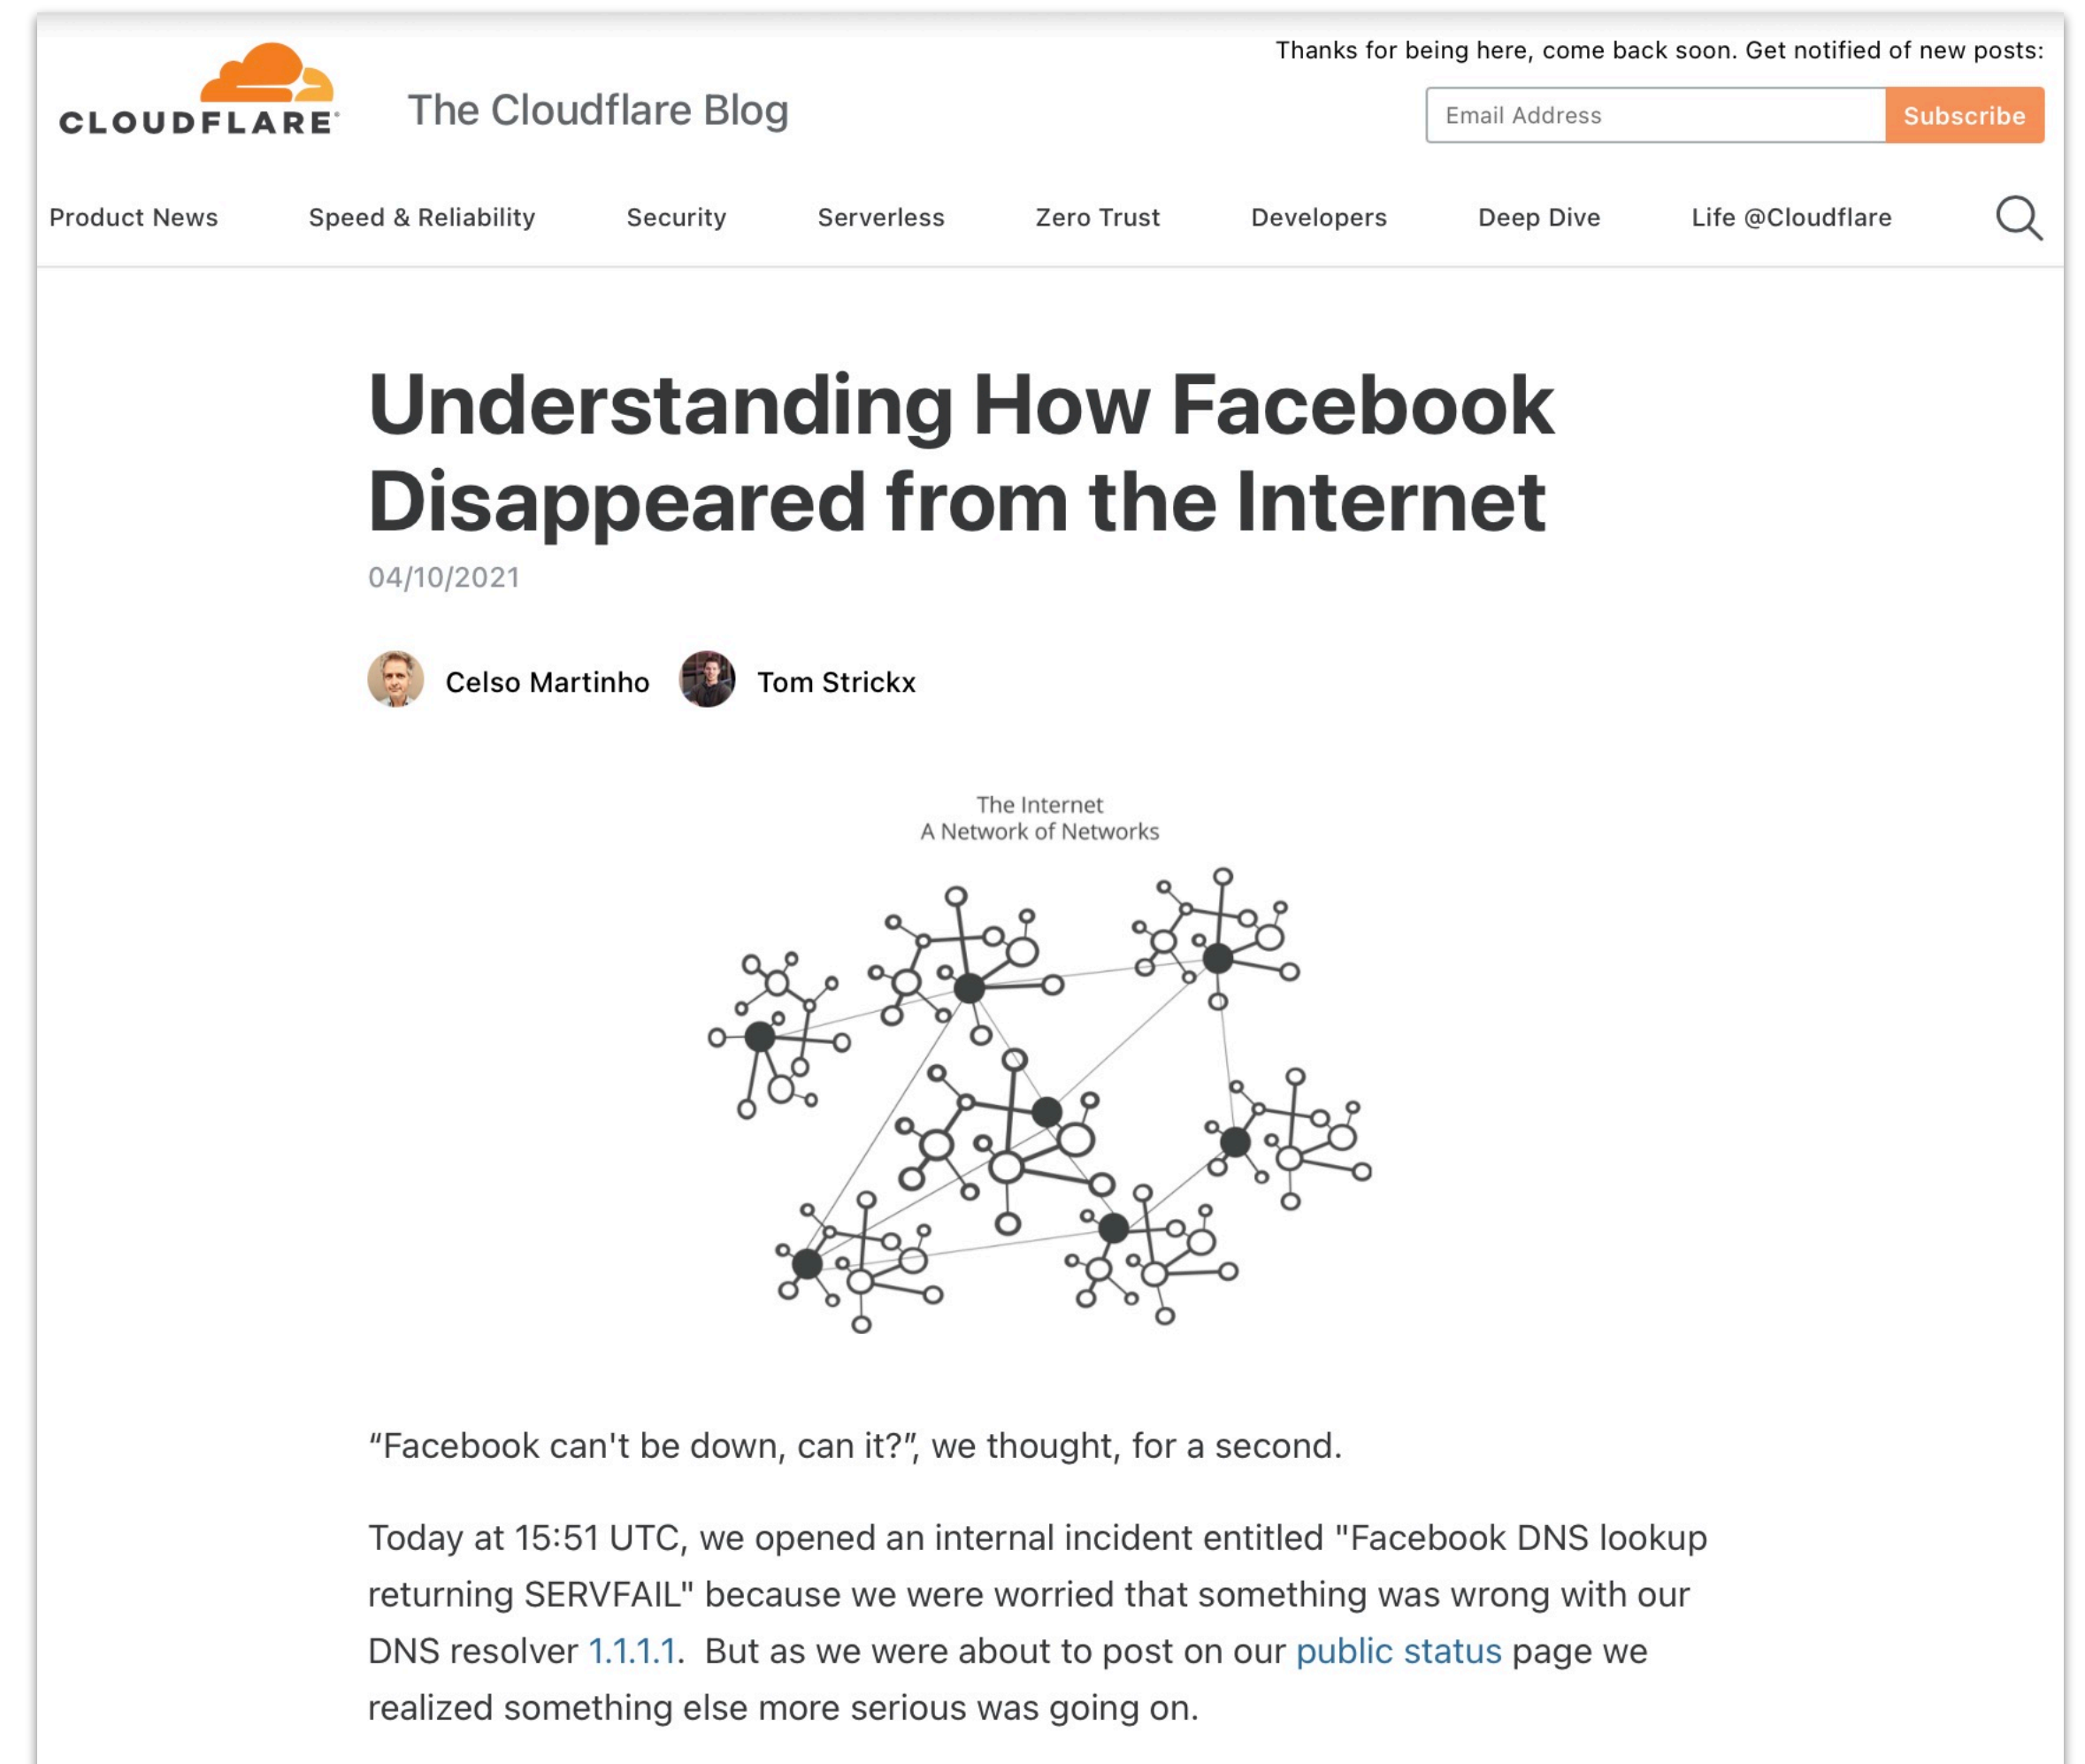 Thanks for being here, come back soon. Get notified of new posts:
CLOUDFLARE
The Cloudflare Blog
Email Address
Subscribe
Product News
Speed & Reliability
Security
Serverless
Zero Trust
Developers
Deep Dive
Life @Cloudflare
Understanding How Facebook
Disappeared from the Internet
04/10/2021
Celso Martinho
Tom Strickx
The Internet
A Network of Networks
“Facebook can't be down, can it?”, we thought, for a second.
Today at 15:51 UTC, we opened an internal incident entitled "Facebook DNS lookup
returning SERVFAIL" because we were worried that something was wrong with our
DNS resolver 1.1.1.1.  But as we were about to post on our public status page we
realized something else more serious was going on.